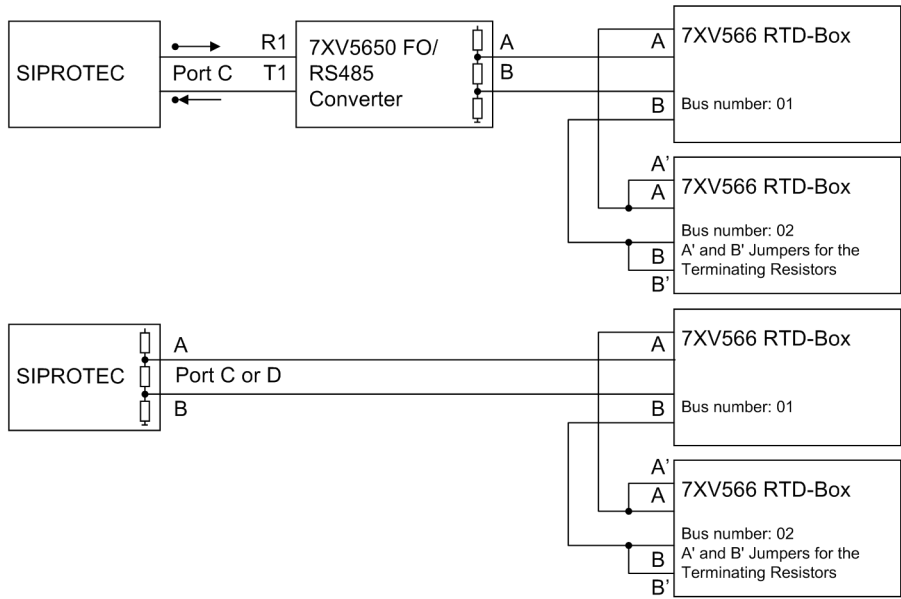 SIPROTEC
R1
Port C
T1
7XV5650 FO/
RS485
Converter
A
B
A
7XV566 RTD-Box
B
Bus number: 01
A'
A
7XV566 RTD-Box
Bus number: 02
A' and B' Jumpers for the
Terminating Resistors
B
B'
SIPROTEC
A
Port C or D
B
A
7XV566 RTD-Box
B
Bus number: 01
A'
A
7XV566 RTD-Box
Bus number: 02
A' and B' Jumpers for the
Terminating Resistors
B
B'